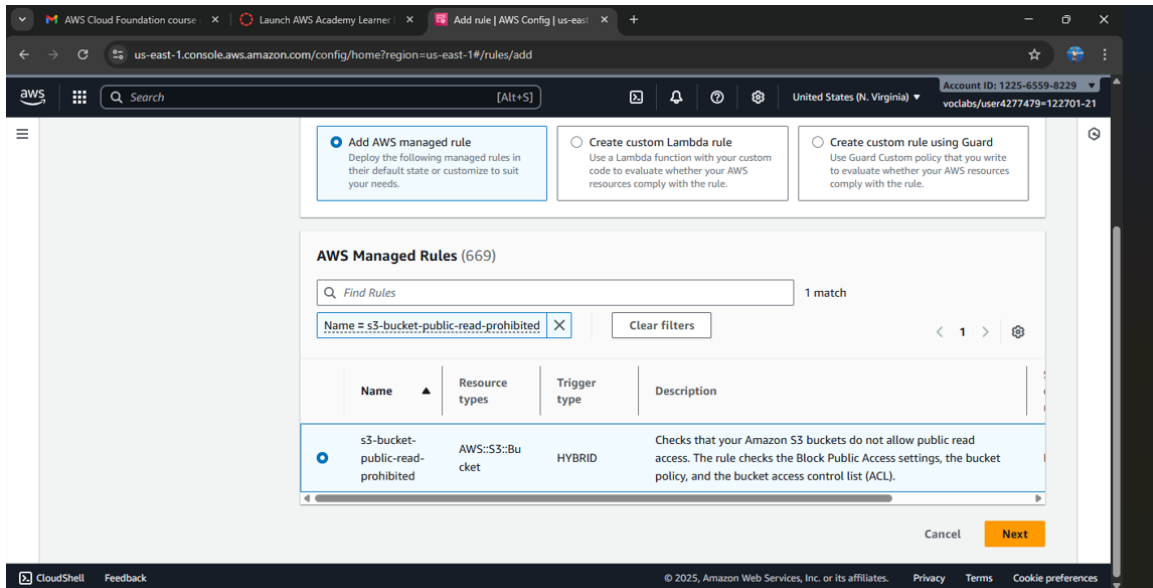 AWS Cloud Foundation course
Launch AWS Academy Learner
Add rule | AWS Config | us-east
us-east-1.console.aws.amazon.com/config/home?region=us-east-1#/rules/add
aws
Search
[Alt+S]
United States (N. Virginia)
Account ID: 1225-6559-8229
voclabs/user4277479=122701-21
Add AWS managed rule
Deploy the following managed rules in
their default state or customize to suit
your needs.
Create custom Lambda rule
Use a Lambda function with your custom
code to evaluate whether your AWS
resources comply with the rule.
Create custom rule using Guard
Use Guard Custom policy that you write
to evaluate whether your AWS resources
comply with the rule.
AWS Managed Rules (669)
Find Rules
1 match
Name = s3-bucket-public-read-prohibited
Clear filters
1
Name
Resource
types
Trigger
type
Description
s3-bucket-
public-read-
prohibited
AWS::S3::Bu
cket
HYBRID
Checks that your Amazon S3 buckets do not allow public read
access. The rule checks the Block Public Access settings, the bucket
policy, and the bucket access control list (ACL).
Cancel
Next
CloudShell
Feedback
© 2025, Amazon Web Services, Inc. or its affiliates.
Privacy
Terms
Cookie preferences